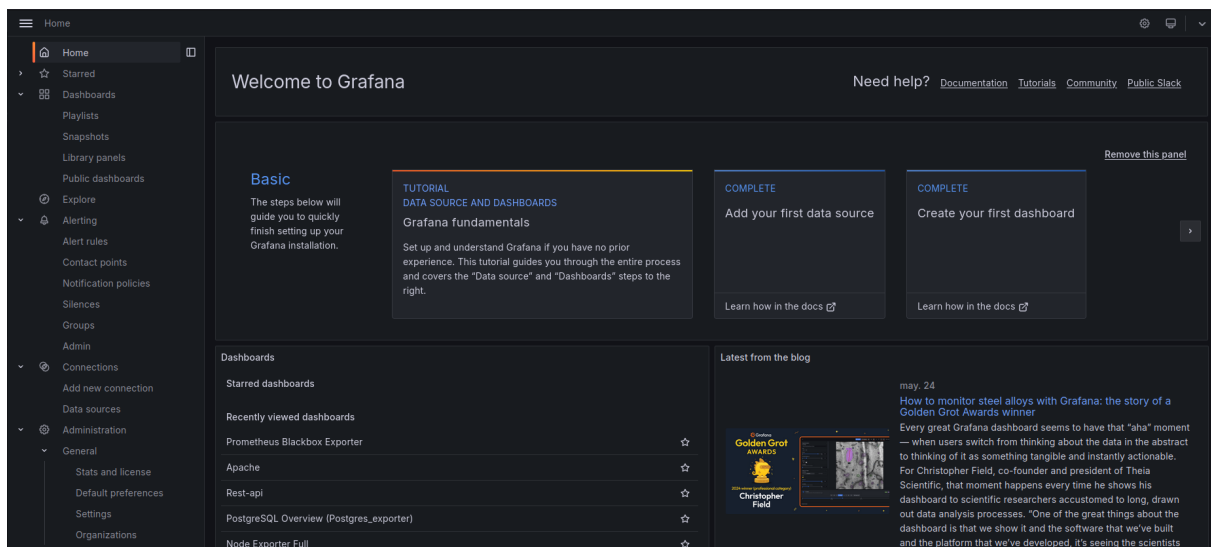 Home
Home
Starred
Dashboards
Playlists
Snapshots
Library panels
Public dashboards
Explore
Alerting
Alert rules
Contact points
Notification policies
Silences
Groups
Admin
Connections
Add new connection
Data sources
Administration
General
Stats and license
Default preferences
Settings
Organizations
Welcome to Grafana
Need help? Documentation Tutorials Community Public Slack
Remove this panel
Basic
The steps below will
guide you to quickly
finish setting up your
Grafana installation.
TUTORIAL
DATA SOURCE AND DASHBOARDS
Grafana fundamentals
Set up and understand Grafana if you have no prior
experience. This tutorial guides you through the entire process
and covers the “Data source” and “Dashboards” steps to the
right.
COMPLETE
Add your first data source
Learn how in the docs
COMPLETE
Create your first dashboard
Learn how in the docs
Dashboards
Starred dashboards
Recently viewed dashboards
Prometheus Blackbox Exporter
Apache
Rest-api
PostgreSQL Overview (Postgres_exporter)
Node Exporter Full
Latest from the blog
Grafana
Golden Grot
AWARDS
2024 winner (professional category)
Christopher
Field
may. 24
How to monitor steel alloys with Grafana: the story of a
Golden Grot Awards winner
Every great Grafana dashboard seems to have that “aha” moment
— when users switch from thinking about the data in the abstract
to thinking of it as something tangible and instantly actionable.
For Christopher Field, co-founder and president of Theia
Scientific, that moment happens every time he shows his
dashboard to scientific researchers accustomed to long, drawn
out data analysis processes. “One of the great things about the
dashboard is that we show it and the software that we’ve built
and the platform that we’ve developed, it’s seeing the scientists